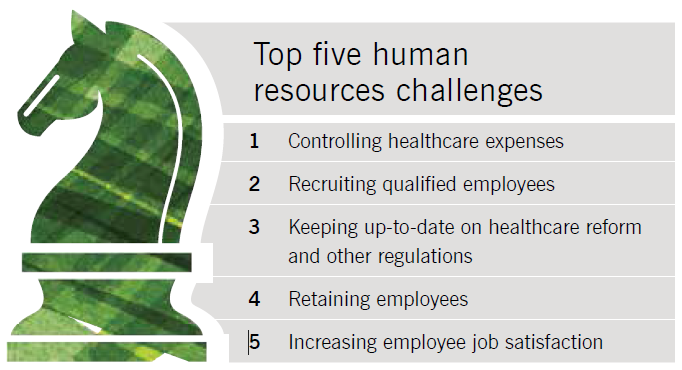 Top five human
resources challenges
1 Controlling healthcare expenses
2 Recruiting qualified employees
3 Keeping up-to-date on healthcare reform
and other regulations
4 Retaining employees
5 Increasing employee job satisfaction